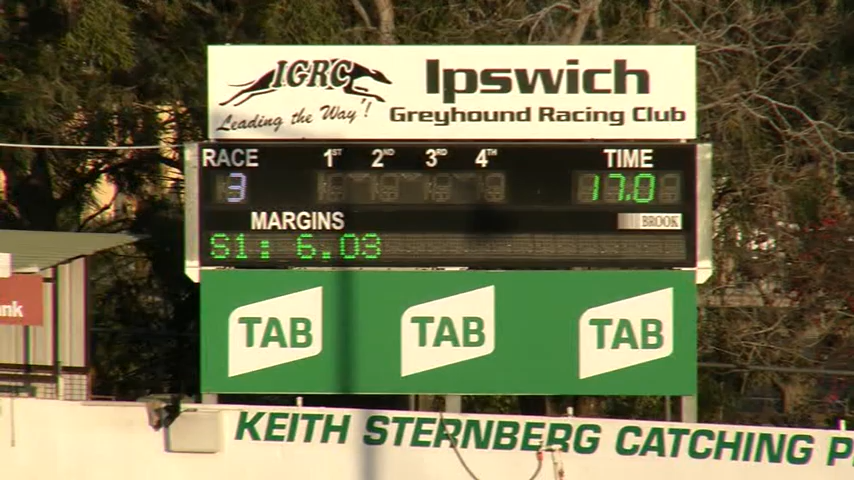 IGRC
Leading the Way!
Ipswich
Greyhound Racing Club
RACE 1ST 2ND 3RD 4TH TIME
3 17.0
MARGINS BROOK
S1: 6.03
TAB TAB TAB
nk
KEITH STERNBERG CATCHING P